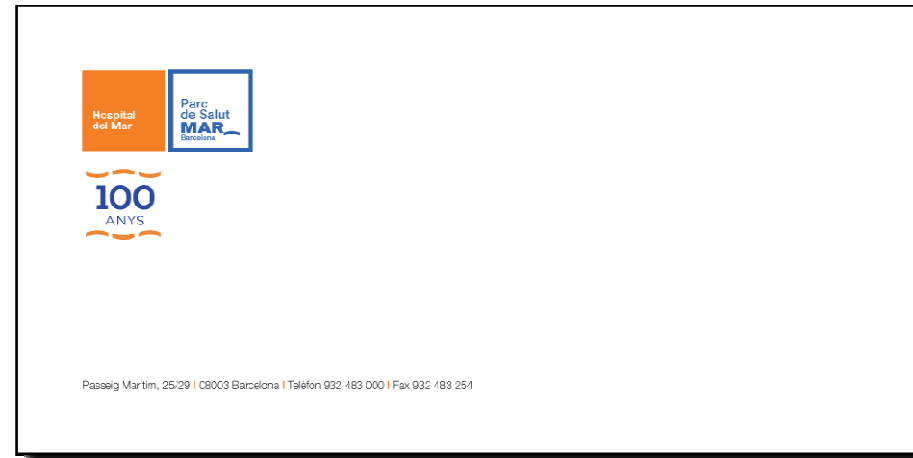 Hospital
del Mar
Parc
de Salut
MAR
Barcelona
100
ANYS
Passeig Marítim, 25/29 | 08003 Barcelona | Telèfon 932 483 000 | Fax 932 483 254